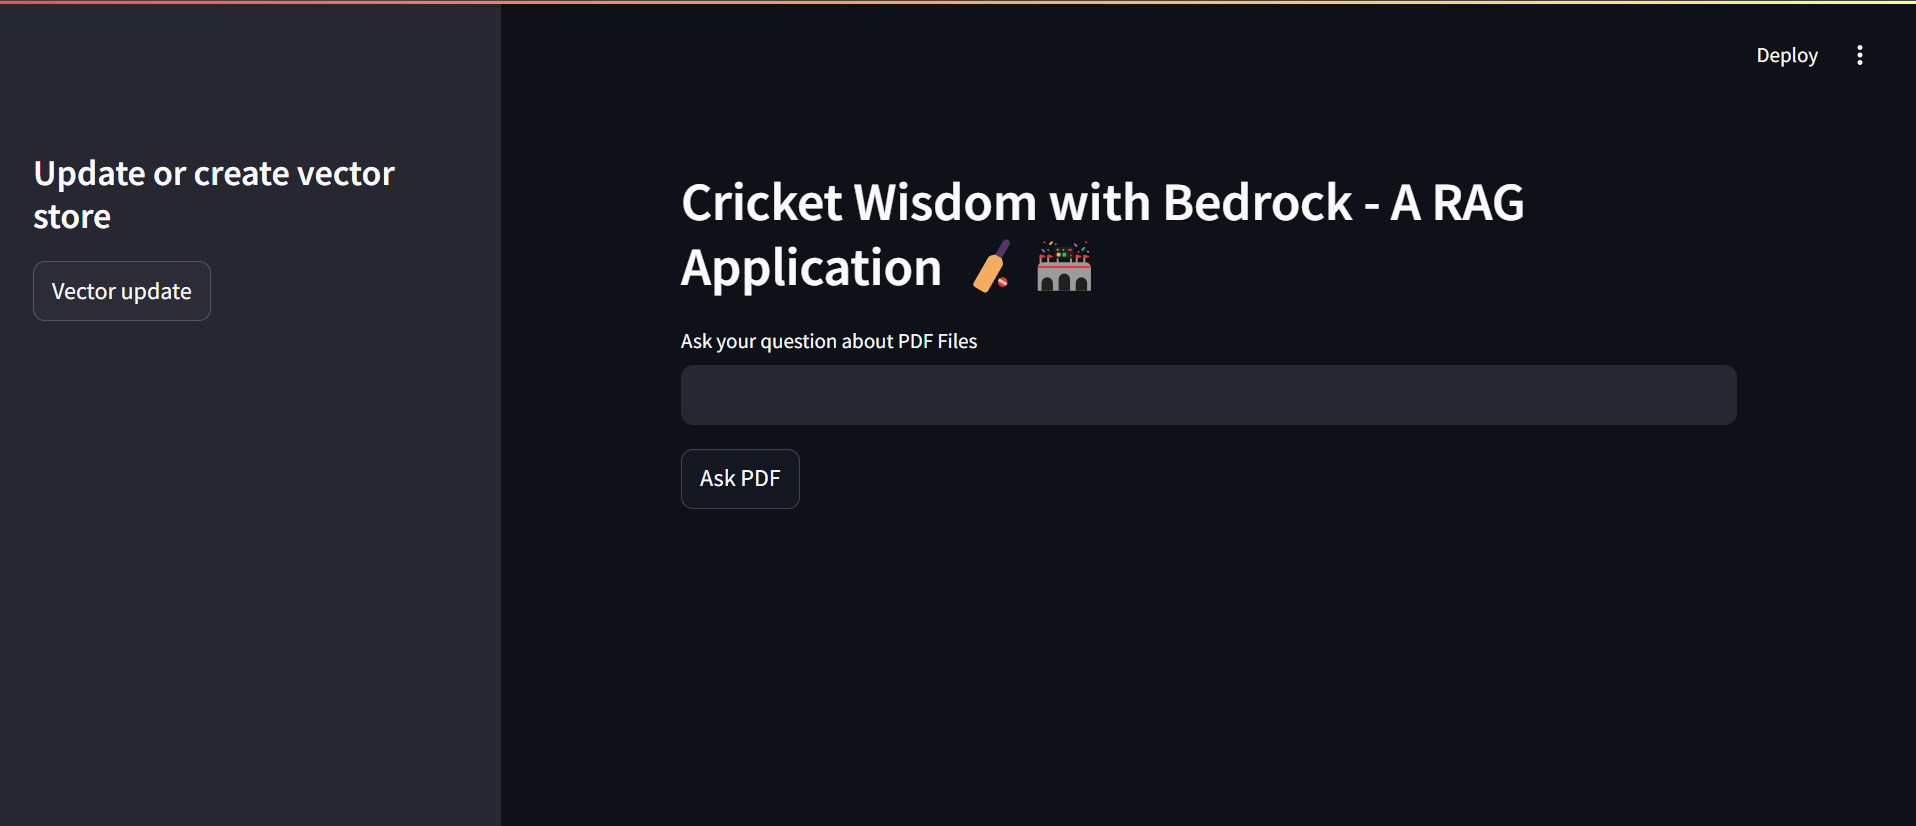 Deploy
Update or create vector
store
Vector update
Cricket Wisdom with Bedrock - A RAG
Application 🏏 🏟️
Ask your question about PDF Files
Ask PDF